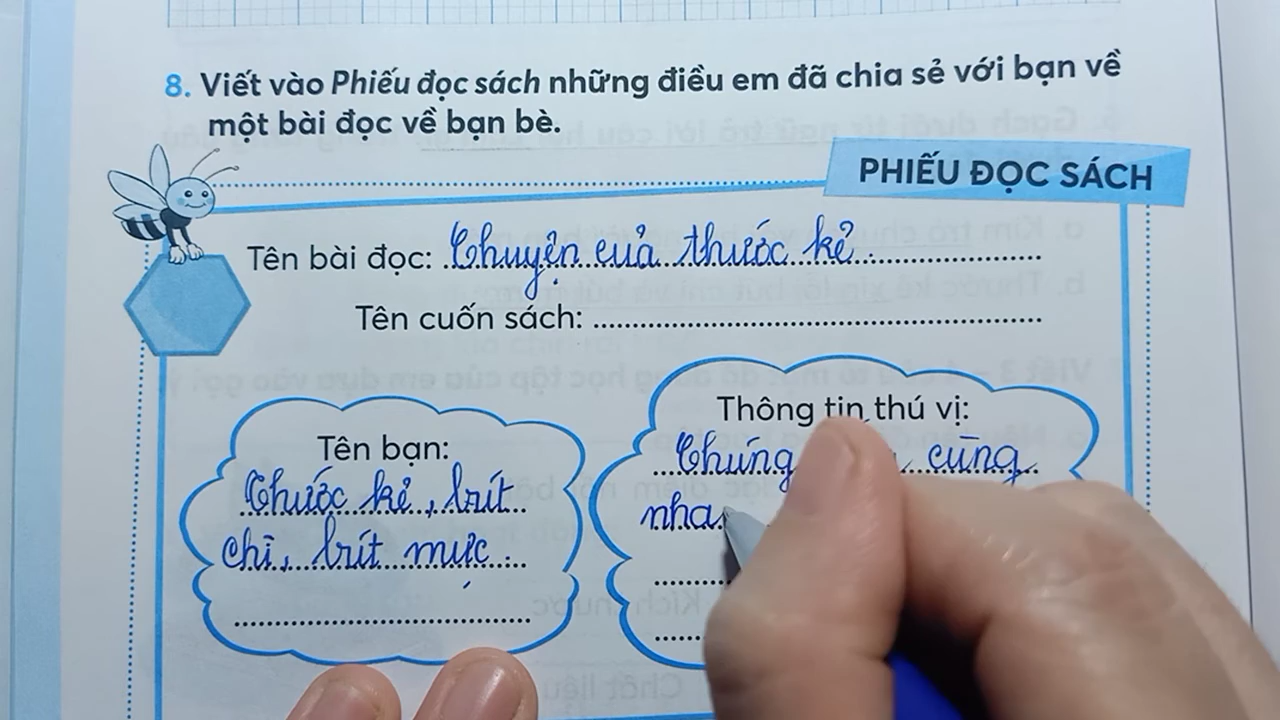 8. Viết vào Phiếu đọc sách những điều em đã chia sẻ với bạn về
một bài đọc về bạn bè.
PHIẾU ĐỌC SÁCH
Tên bài đọc: Chuyện của thước kẻ.
Tên cuốn sách:
Tên bạn:
Thước kẻ, bút
chì, bút mực.
Thông tin thú vị:
Chúng cùng
nha